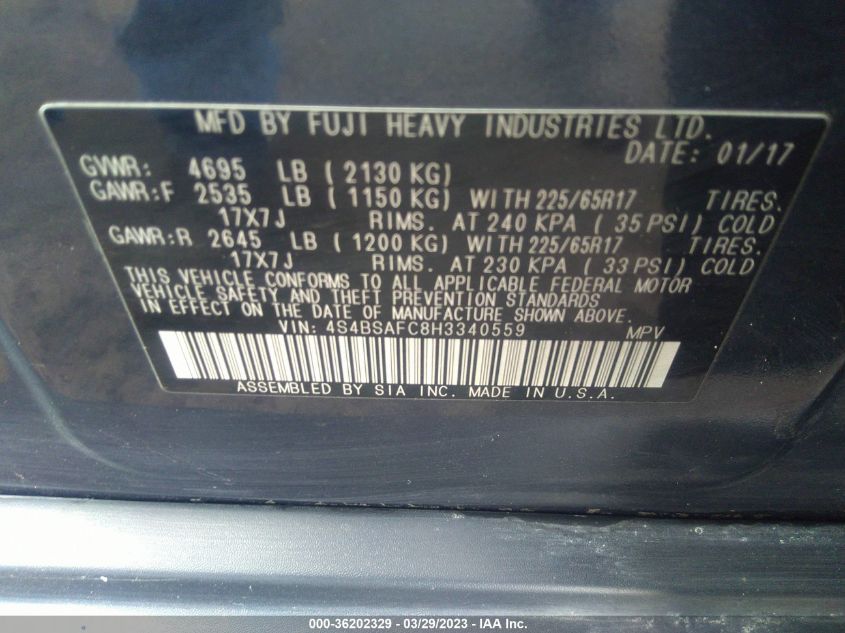 MFD BY FUJI HEAVY INDUSTRIES LTD.
DATE: 01/17
GVWR: 4695 LB ( 2130 KG)
GAWR:F 2535 LB ( 1150 KG) WITH 225/65R17 TIRES.
17X7J RIMS. AT 240 KPA ( 35 PSI) COLD
GAWR:R 2645 LB ( 1200 KG) WITH 225/65R17 TIRES.
17X7J RIMS. AT 230 KPA ( 33 PSI) COLD
THIS VEHICLE CONFORMS TO ALL APPLICABLE FEDERAL MOTOR
VEHICLE SAFETY AND THEFT PREVENTION STANDARDS
IN EFFECT ON THE DATE OF MANUFACTURE SHOWN ABOVE.
VIN: 4S4BSAFC8H3340559 MPV
ASSEMBLED BY SIA INC. MADE IN U.S.A.
000-36202329 - 03/29/2023 - IAA Inc.